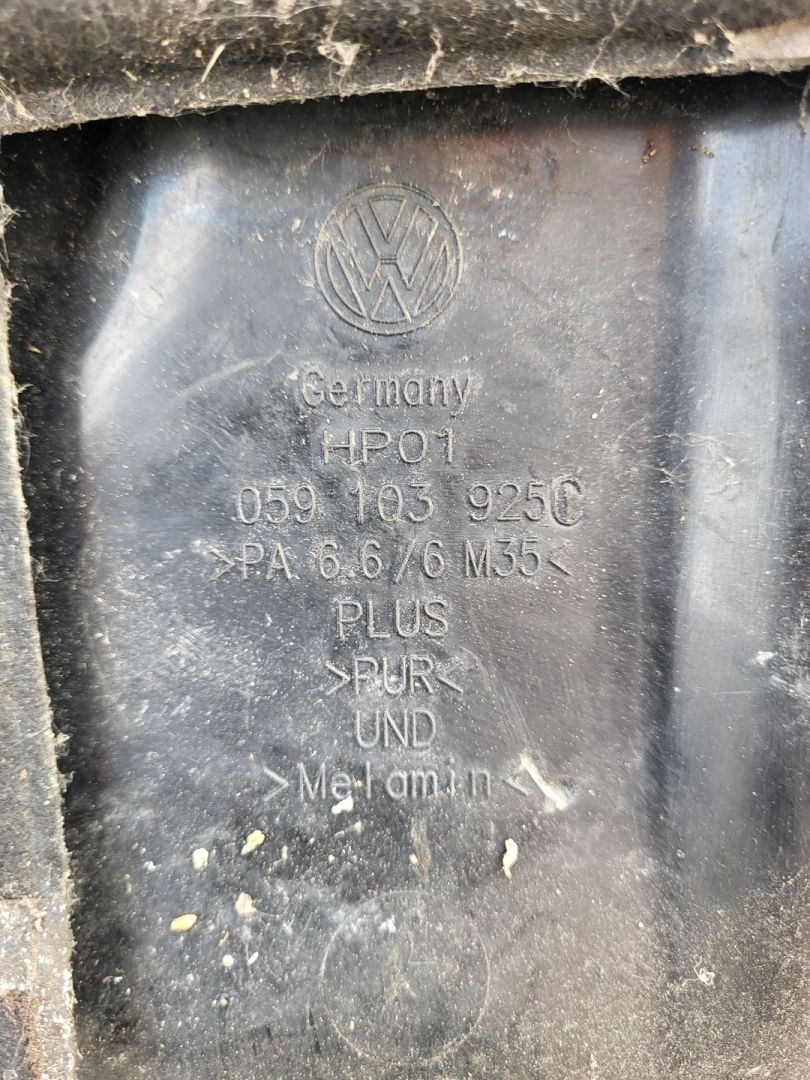 Germany
HP01
059 103 925C
>PA 6.6/6 M35<
PLUS
>PUR<
UND
>Melamin<